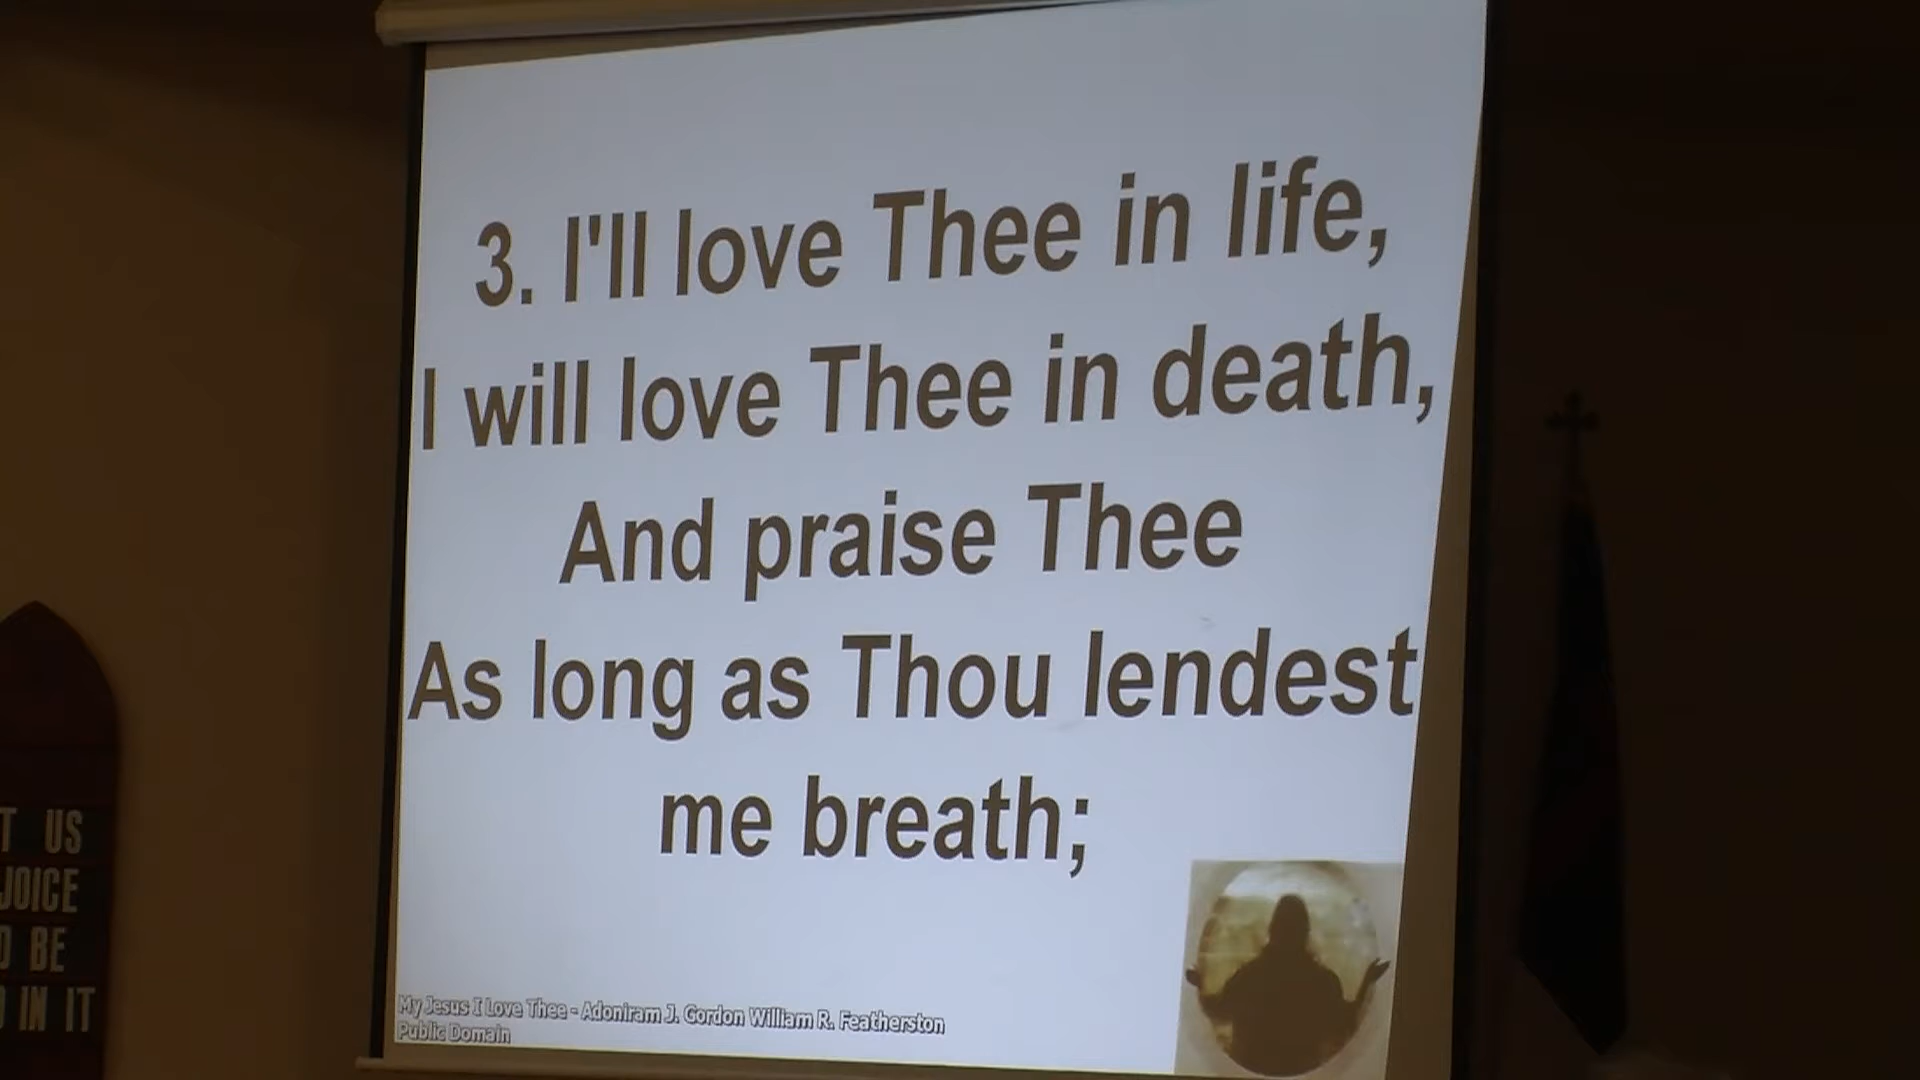 3. I'll love Thee in life,
I will love Thee in death,
And praise Thee
As long as Thou lendest
me breath;
My Jesus I Love Thee - Adoniram J. Gordon William R. Featherston
Public Domain
US
BE
IN IT